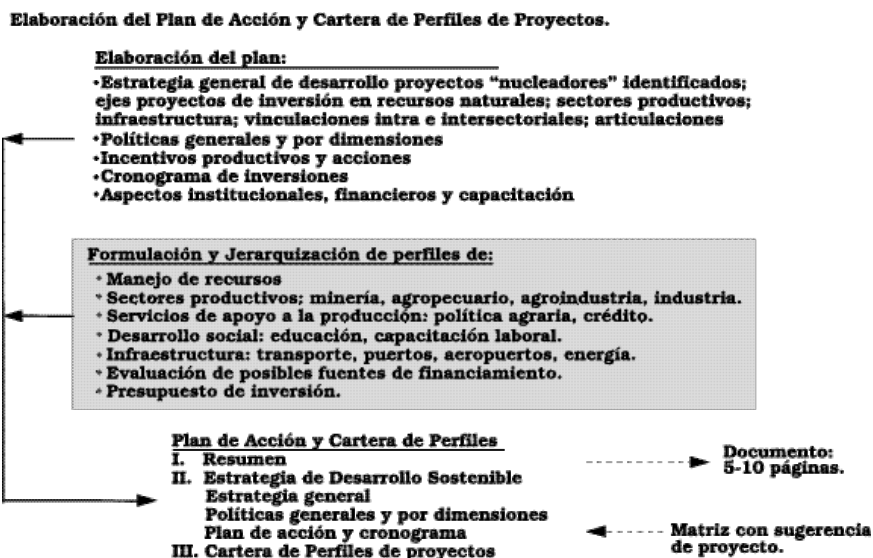 Elaboración del Plan de Acción y Cartera de Perfiles de Proyectos.
Elaboración del plan:
•Estrategia general de desarrollo proyectos “nucleadores” identificados;
ejes proyectos de inversión en recursos naturales; sectores productivos;
infraestructura; vinculaciones intra e intersectoriales; articulaciones
•Políticas generales y por dimensiones
•Incentivos productivos y acciones
•Cronograma de inversiones
•Aspectos institucionales, financieros y capacitación
Formulación y Jerarquización de perfiles de:
• Manejo de recursos
• Sectores productivos; minería, agropecuario, agroindustria, industria.
• Servicios de apoyo a la producción: política agraria, crédito.
• Desarrollo social: educación, capacitación laboral.
• Infraestructura: transporte, puertos, aeropuertos, energía.
• Evaluación de posibles fuentes de financiamiento.
• Presupuesto de inversión.
Plan de Acción y Cartera de Perfiles
I. Resumen
II. Estrategia de Desarrollo Sostenible
Estrategia general
Políticas generales y por dimensiones
Plan de acción y cronograma
III. Cartera de Perfiles de proyectos
Documento:
5-10 páginas.
Matriz con sugerencia
de proyecto.